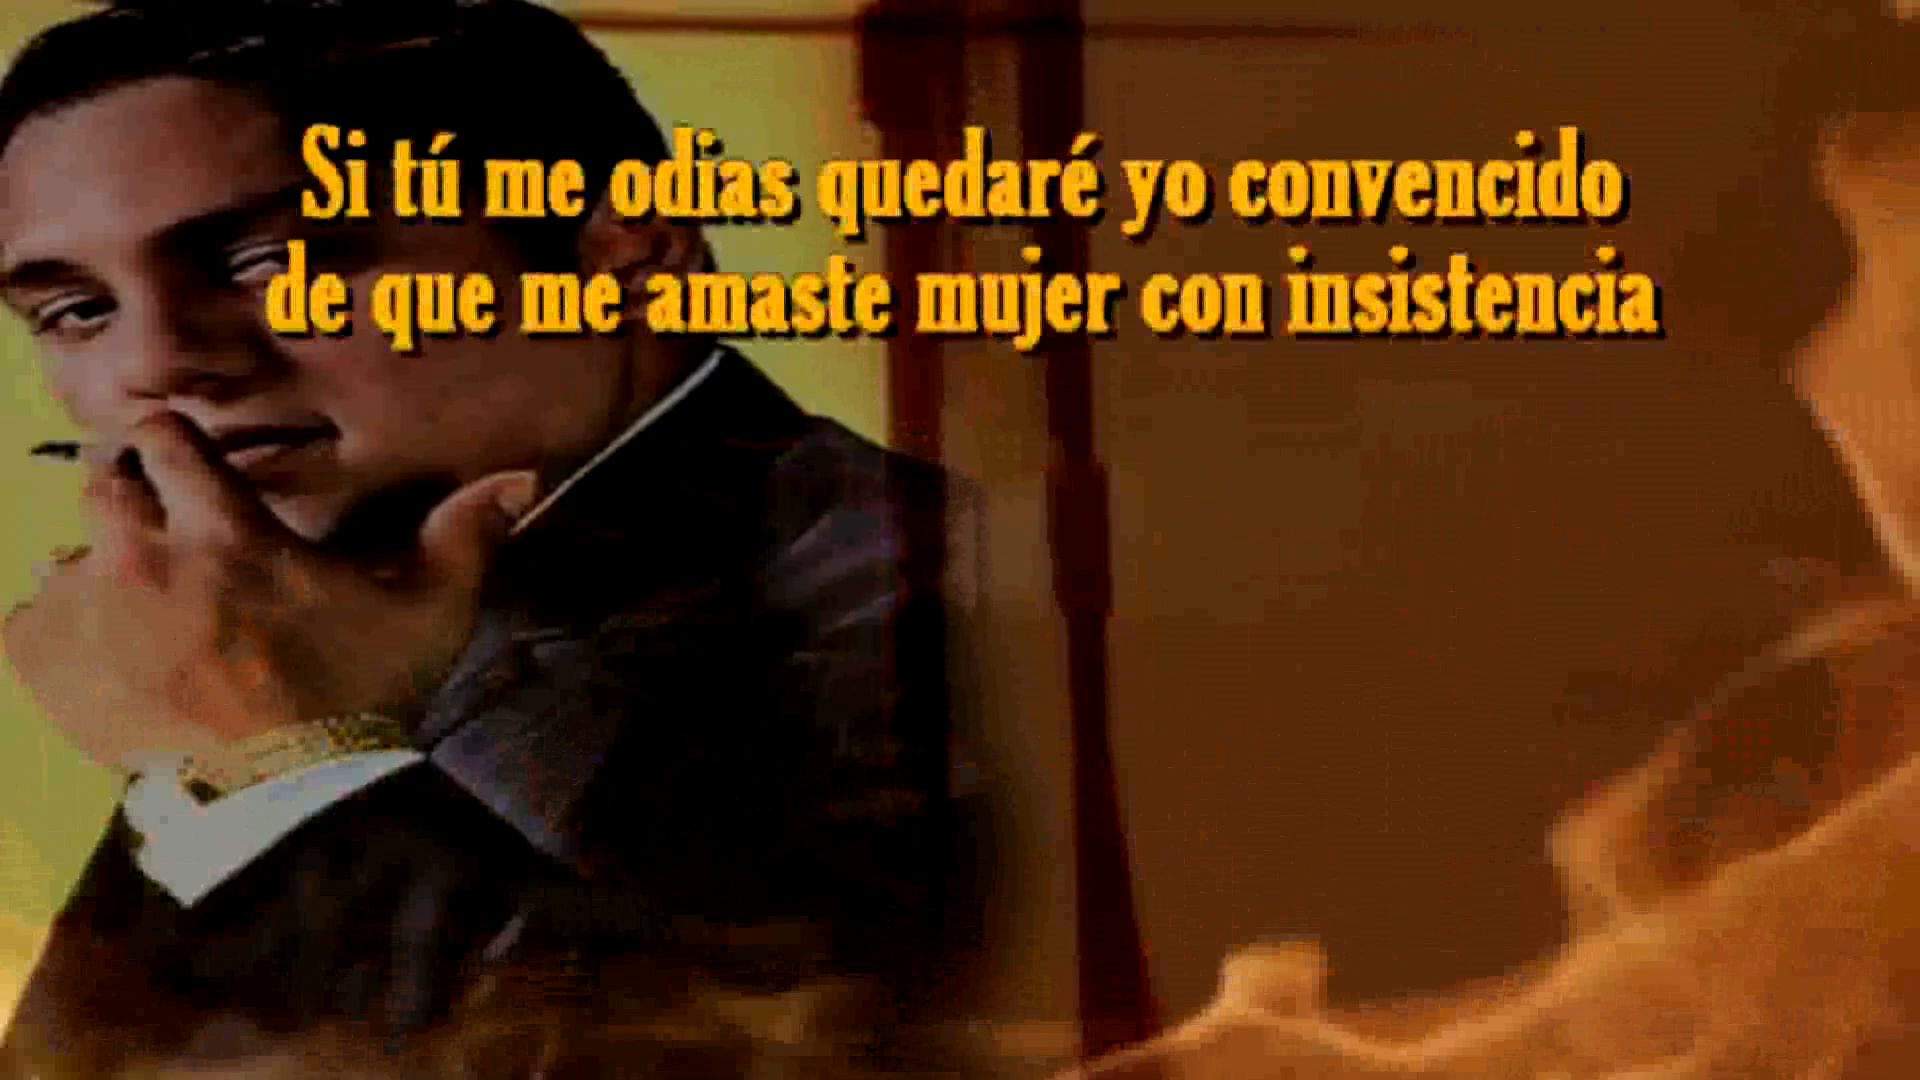 Si tú me odias quedaré yo convencido
de que me amaste mujer con insistencia